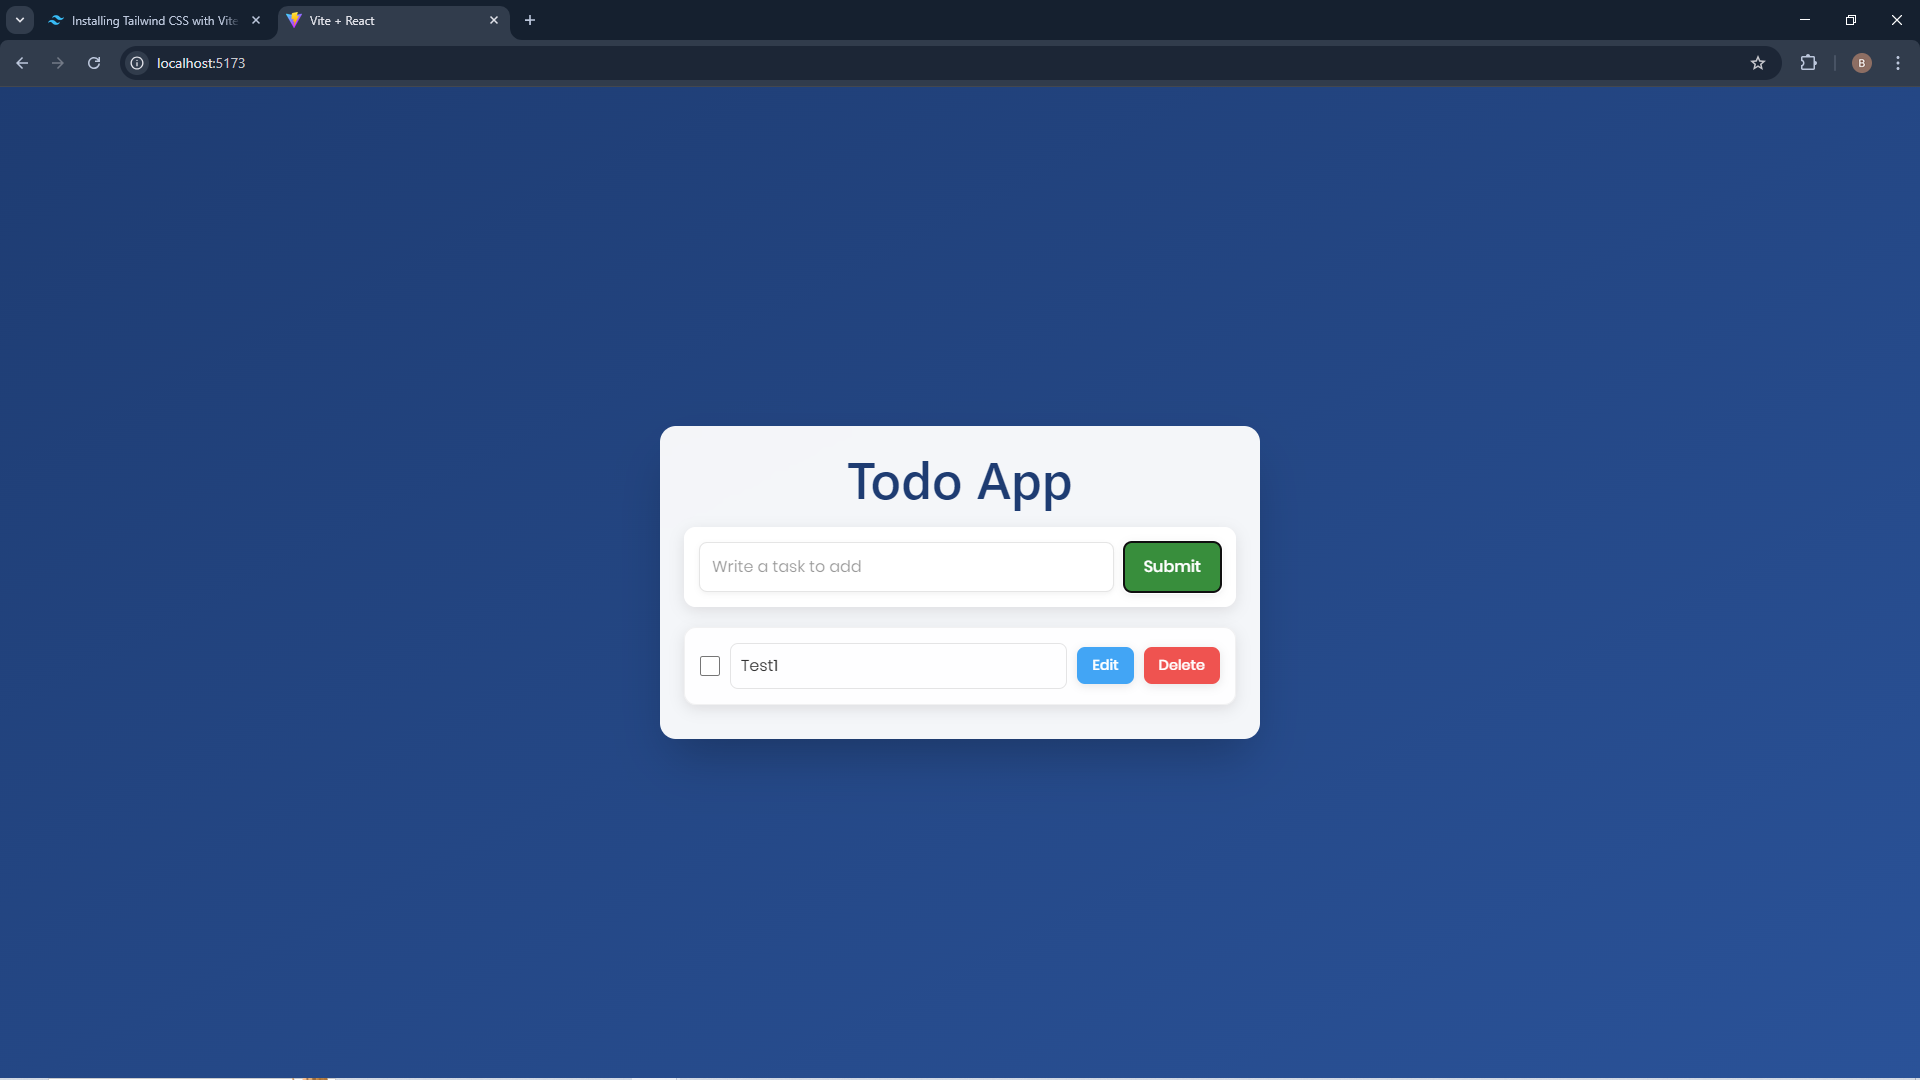 Installing Tailwind CSS with Vite
Vite + React
localhost:5173
B
Todo App
Write a task to add
Submit
Test1
Edit
Delete